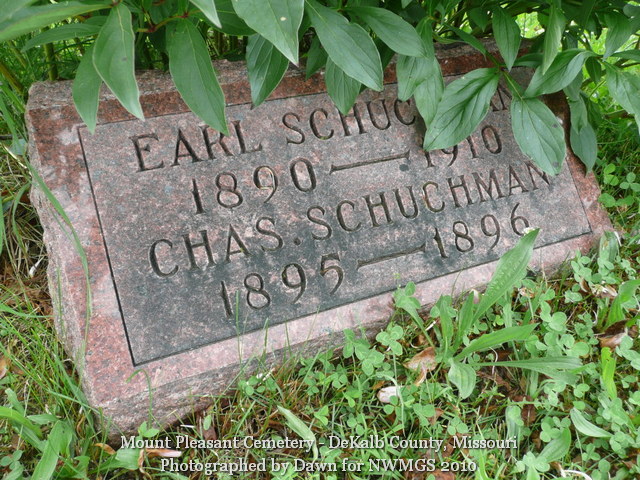 EARL SCHUCHMAN
1890 — 1910
CHAS. SCHUCHMAN
1895 — 1896
Mount Pleasant Cemetery - DeKalb County, Missouri
Photographed by Dawn for NWMGS 2010